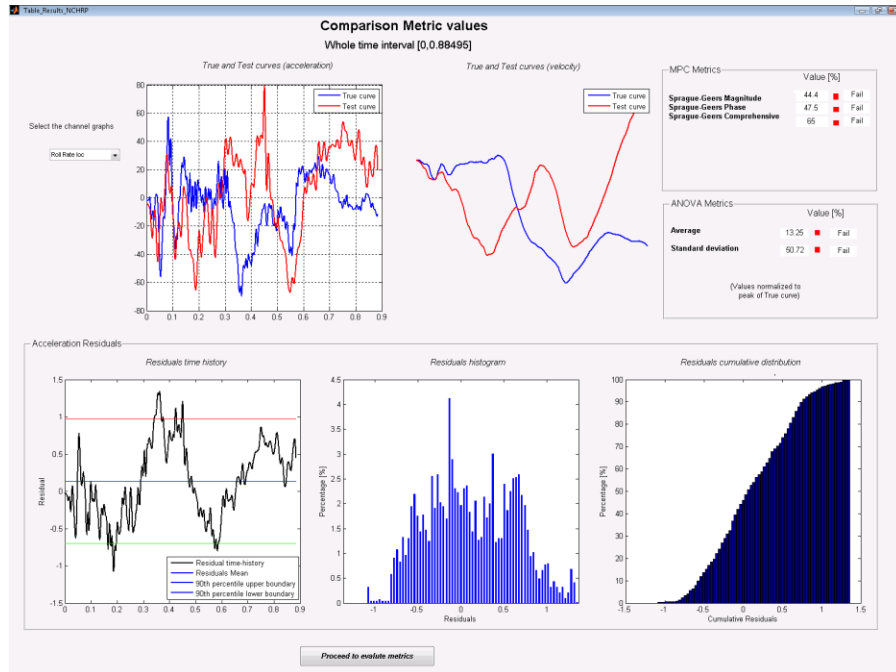 Table_Results_NCHRP
Comparison Metric values
Whole time interval [0,0.88495]
Select the channel graphs
Roll Rate loc
True and Test curves (acceleration)
True curve
Test curve
80
60
40
20
0
-20
-40
-60
-80
0 0.1 0.2 0.3 0.4 0.5 0.6 0.7 0.8 0.9
True and Test curves (velocity)
True curve
Test curve
MPC Metrics
Value [%]
Sprague-Geers Magnitude 44.4 Fail
Sprague-Geers Phase 47.5 Fail
Sprague-Geers Comprehensive 65 Fail
ANOVA Metrics
Value [%]
Average 13.25 Fail
Standard deviation 50.72 Fail
(Values normalized to
peak of True curve)
Acceleration Residuals
Residuals time history
Residual
1.5
1
0.5
0
-0.5
-1
-1.5
0 0.1 0.2 0.3 0.4 0.5 0.6 0.7 0.8 0.9
Residual time-history
Residuals Mean
90th percentile upper boundary
90th percentile lower boundary
Residuals histogram
Percentage [%]
4.5
4
3.5
3
2.5
2
1.5
1
0.5
0
-1 -0.5 0 0.5 1
Residuals
Residuals cumulative distribution
Percentage [%]
100
90
80
70
60
50
40
30
20
10
0
-1.5 -1 -0.5 0 0.5 1 1.5
Cumulative Residuals
Proceed to evalute metrics